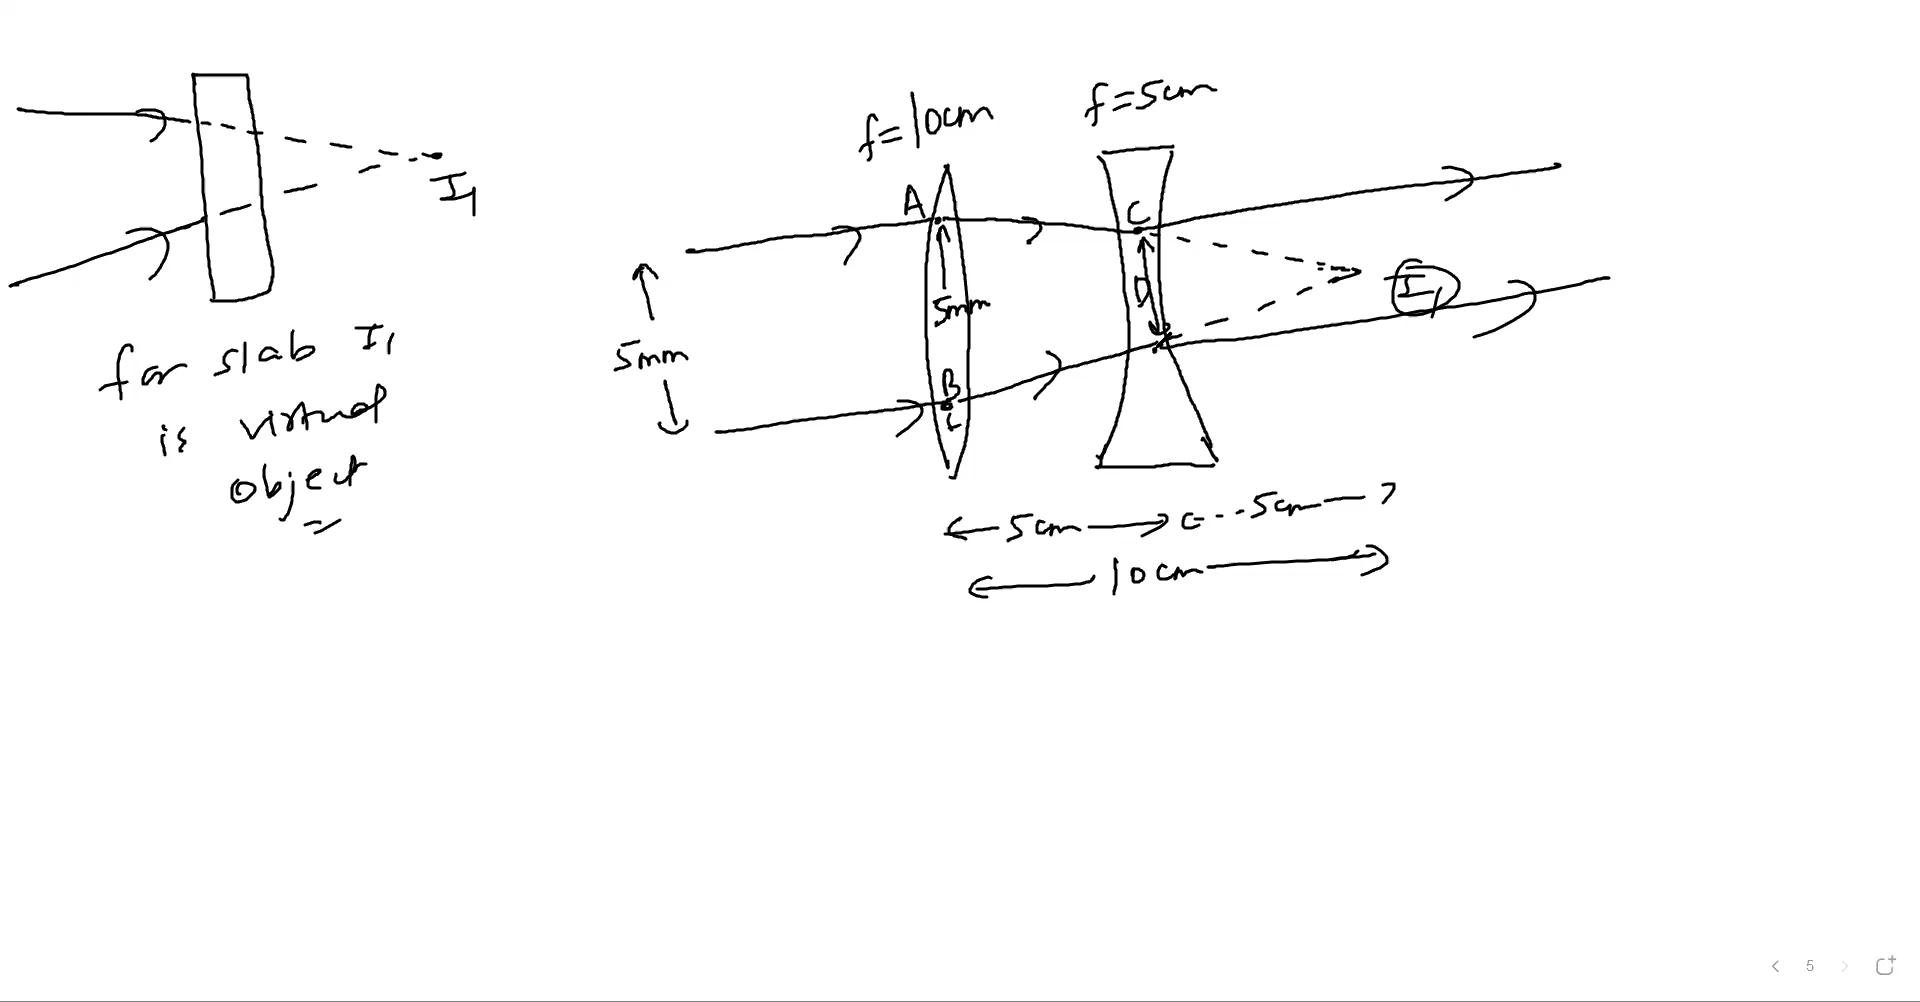 I1
for slab I1
is virtual
object
f=10cm
f=5cm
A
C
5mm
5mm
D
I1
B
5cm
5cm
10cm
5